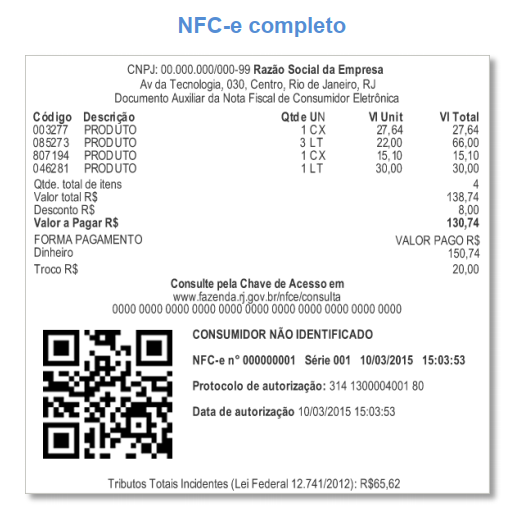 NFC-e completo
CNPJ: 00.000.000/000-99 Razão Social da Empresa
Av da Tecnologia, 030, Centro, Rio de Janeiro, RJ
Documento Auxiliar da Nota Fiscal de Consumidor Eletrônica
Código Descrição Qtde UN Vl Unit Vl Total
003277 PRODUTO 1 CX 27,64 27,64
085273 PRODUTO 3 LT 22,00 66,00
807194 PRODUTO 1 CX 15,10 15,10
046281 PRODUTO 1 LT 30,00 30,00
Qtde. total de itens 4
Valor total R$ 138,74
Desconto R$ 8,00
Valor a Pagar R$ 130,74
FORMA PAGAMENTO VALOR PAGO R$
Dinheiro 150,74
Troco R$ 20,00
Consulte pela Chave de Acesso em
www.fazenda.rj.gov.br/nfce/consulta
0000 0000 0000 0000 0000 0000 0000 0000 0000 0000 0000
CONSUMIDOR NÃO IDENTIFICADO
NFC-e nº 000000001 Série 001 10/03/2015 15:03:53
Protocolo de autorização: 314 1300004001 80
Data de autorização 10/03/2015 15:03:53
Tributos Totais Incidentes (Lei Federal 12.741/2012): R$65,62